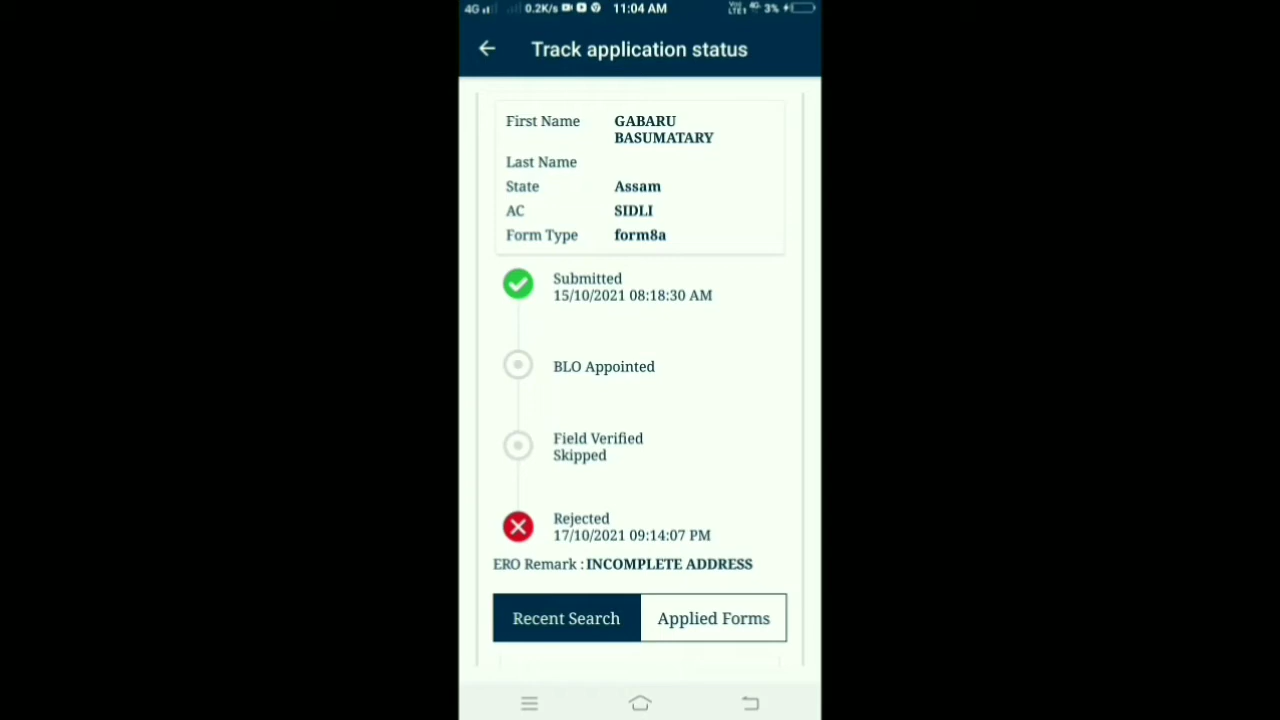 4G 0.2K/s 11:04 AM VoLTE1 4G 3%
Track application status
First Name GABARU
BASUMATARY
Last Name
State Assam
AC SIDLI
Form Type form8a
Submitted
15/10/2021 08:18:30 AM
BLO Appointed
Field Verified
Skipped
Rejected
17/10/2021 09:14:07 PM
ERO Remark : INCOMPLETE ADDRESS
Recent Search Applied Forms